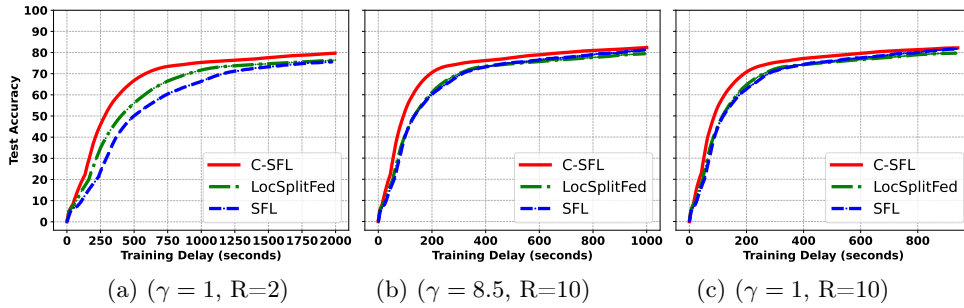 100
90
80
70
60
50
40
30
20
10
0
Test Accuracy
0 250 500 750 1000 1250 1500 1750 2000
Training Delay (seconds)
C-SFL
LocSplitFed
SFL
(a) (γ = 1, R=2)
0 200 400 600 800 1000
Training Delay (seconds)
C-SFL
LocSplitFed
SFL
(b) (γ = 8.5, R=10)
0 200 400 600 800
Training Delay (seconds)
C-SFL
LocSplitFed
SFL
(c) (γ = 1, R=10)